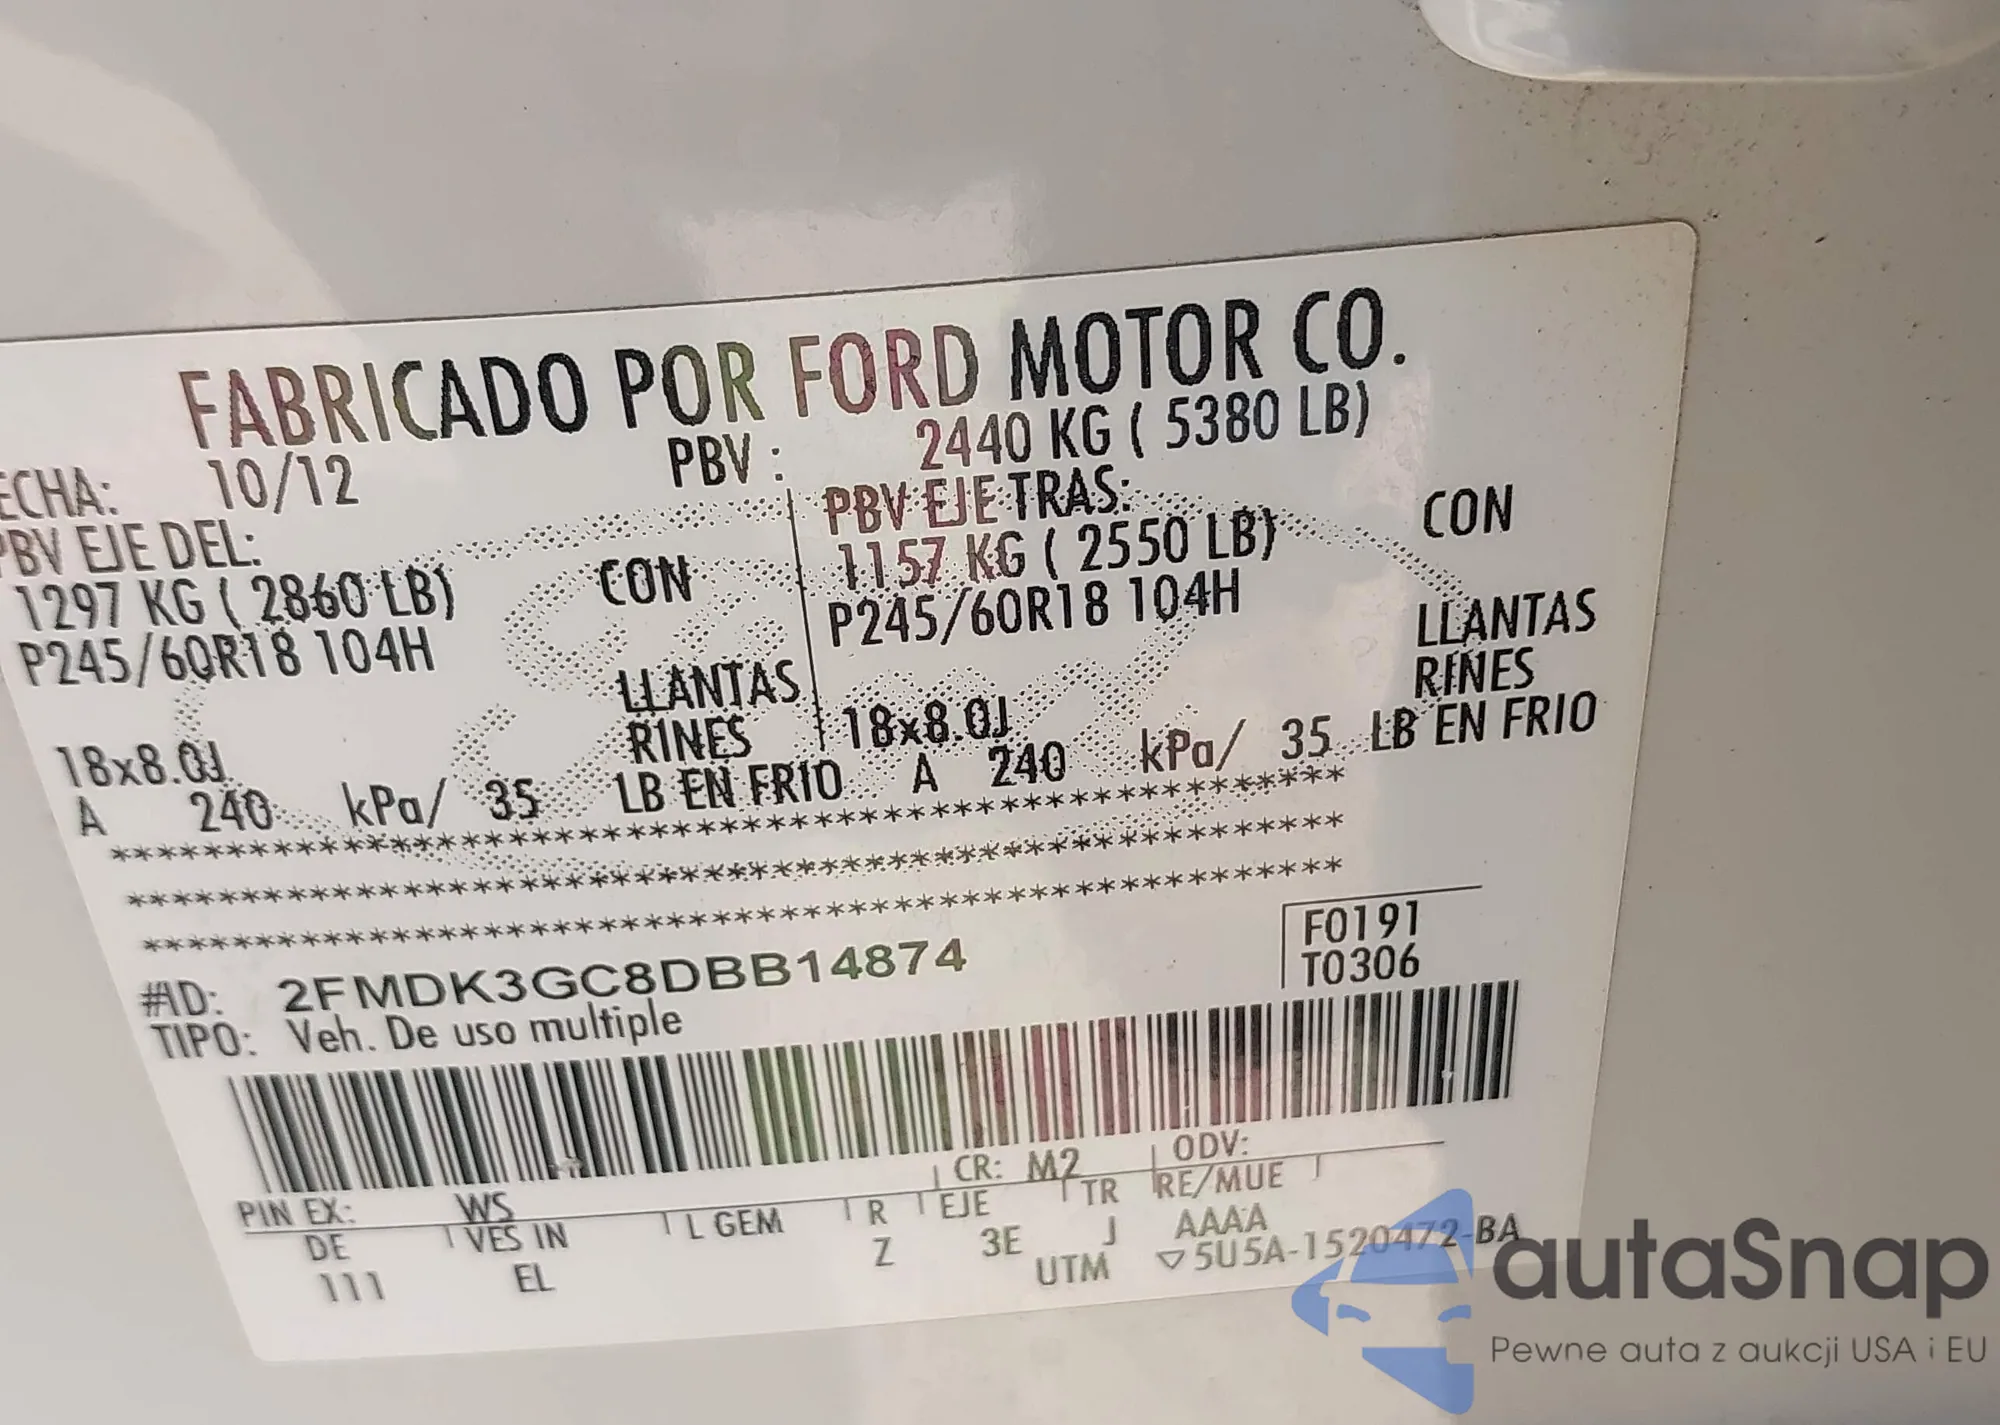 FABRICADO POR FORD MOTOR CO.
ECHA: 10/12 PBV : 2440 KG ( 5380 LB)
PBV EJE DEL: PBV EJE TRAS:
1297 KG ( 2860 LB) CON 1157 KG ( 2550 LB) CON
P245/60R18 104H LLANTAS P245/60R18 104H LLANTAS
18x8.0J RINES 18x8.0J RINES
A 240 kPa/ 35 LB EN FRIO A 240 kPa/ 35 LB EN FRIO
********************************************************
********************************************************
********************************************************
#ID: 2FMDK3GC8DBB14874 F0191
TIPO: Veh. De uso multiple T0306
PIN EX: WS CR: M2 ODV:
DE VES IN L GEM R EJE TR RE/MUE
111 EL Z 3E J AAAA
UTM ▽5U5A-1520472-BA
autaSnap
Pewne auta z aukcji USA i EU